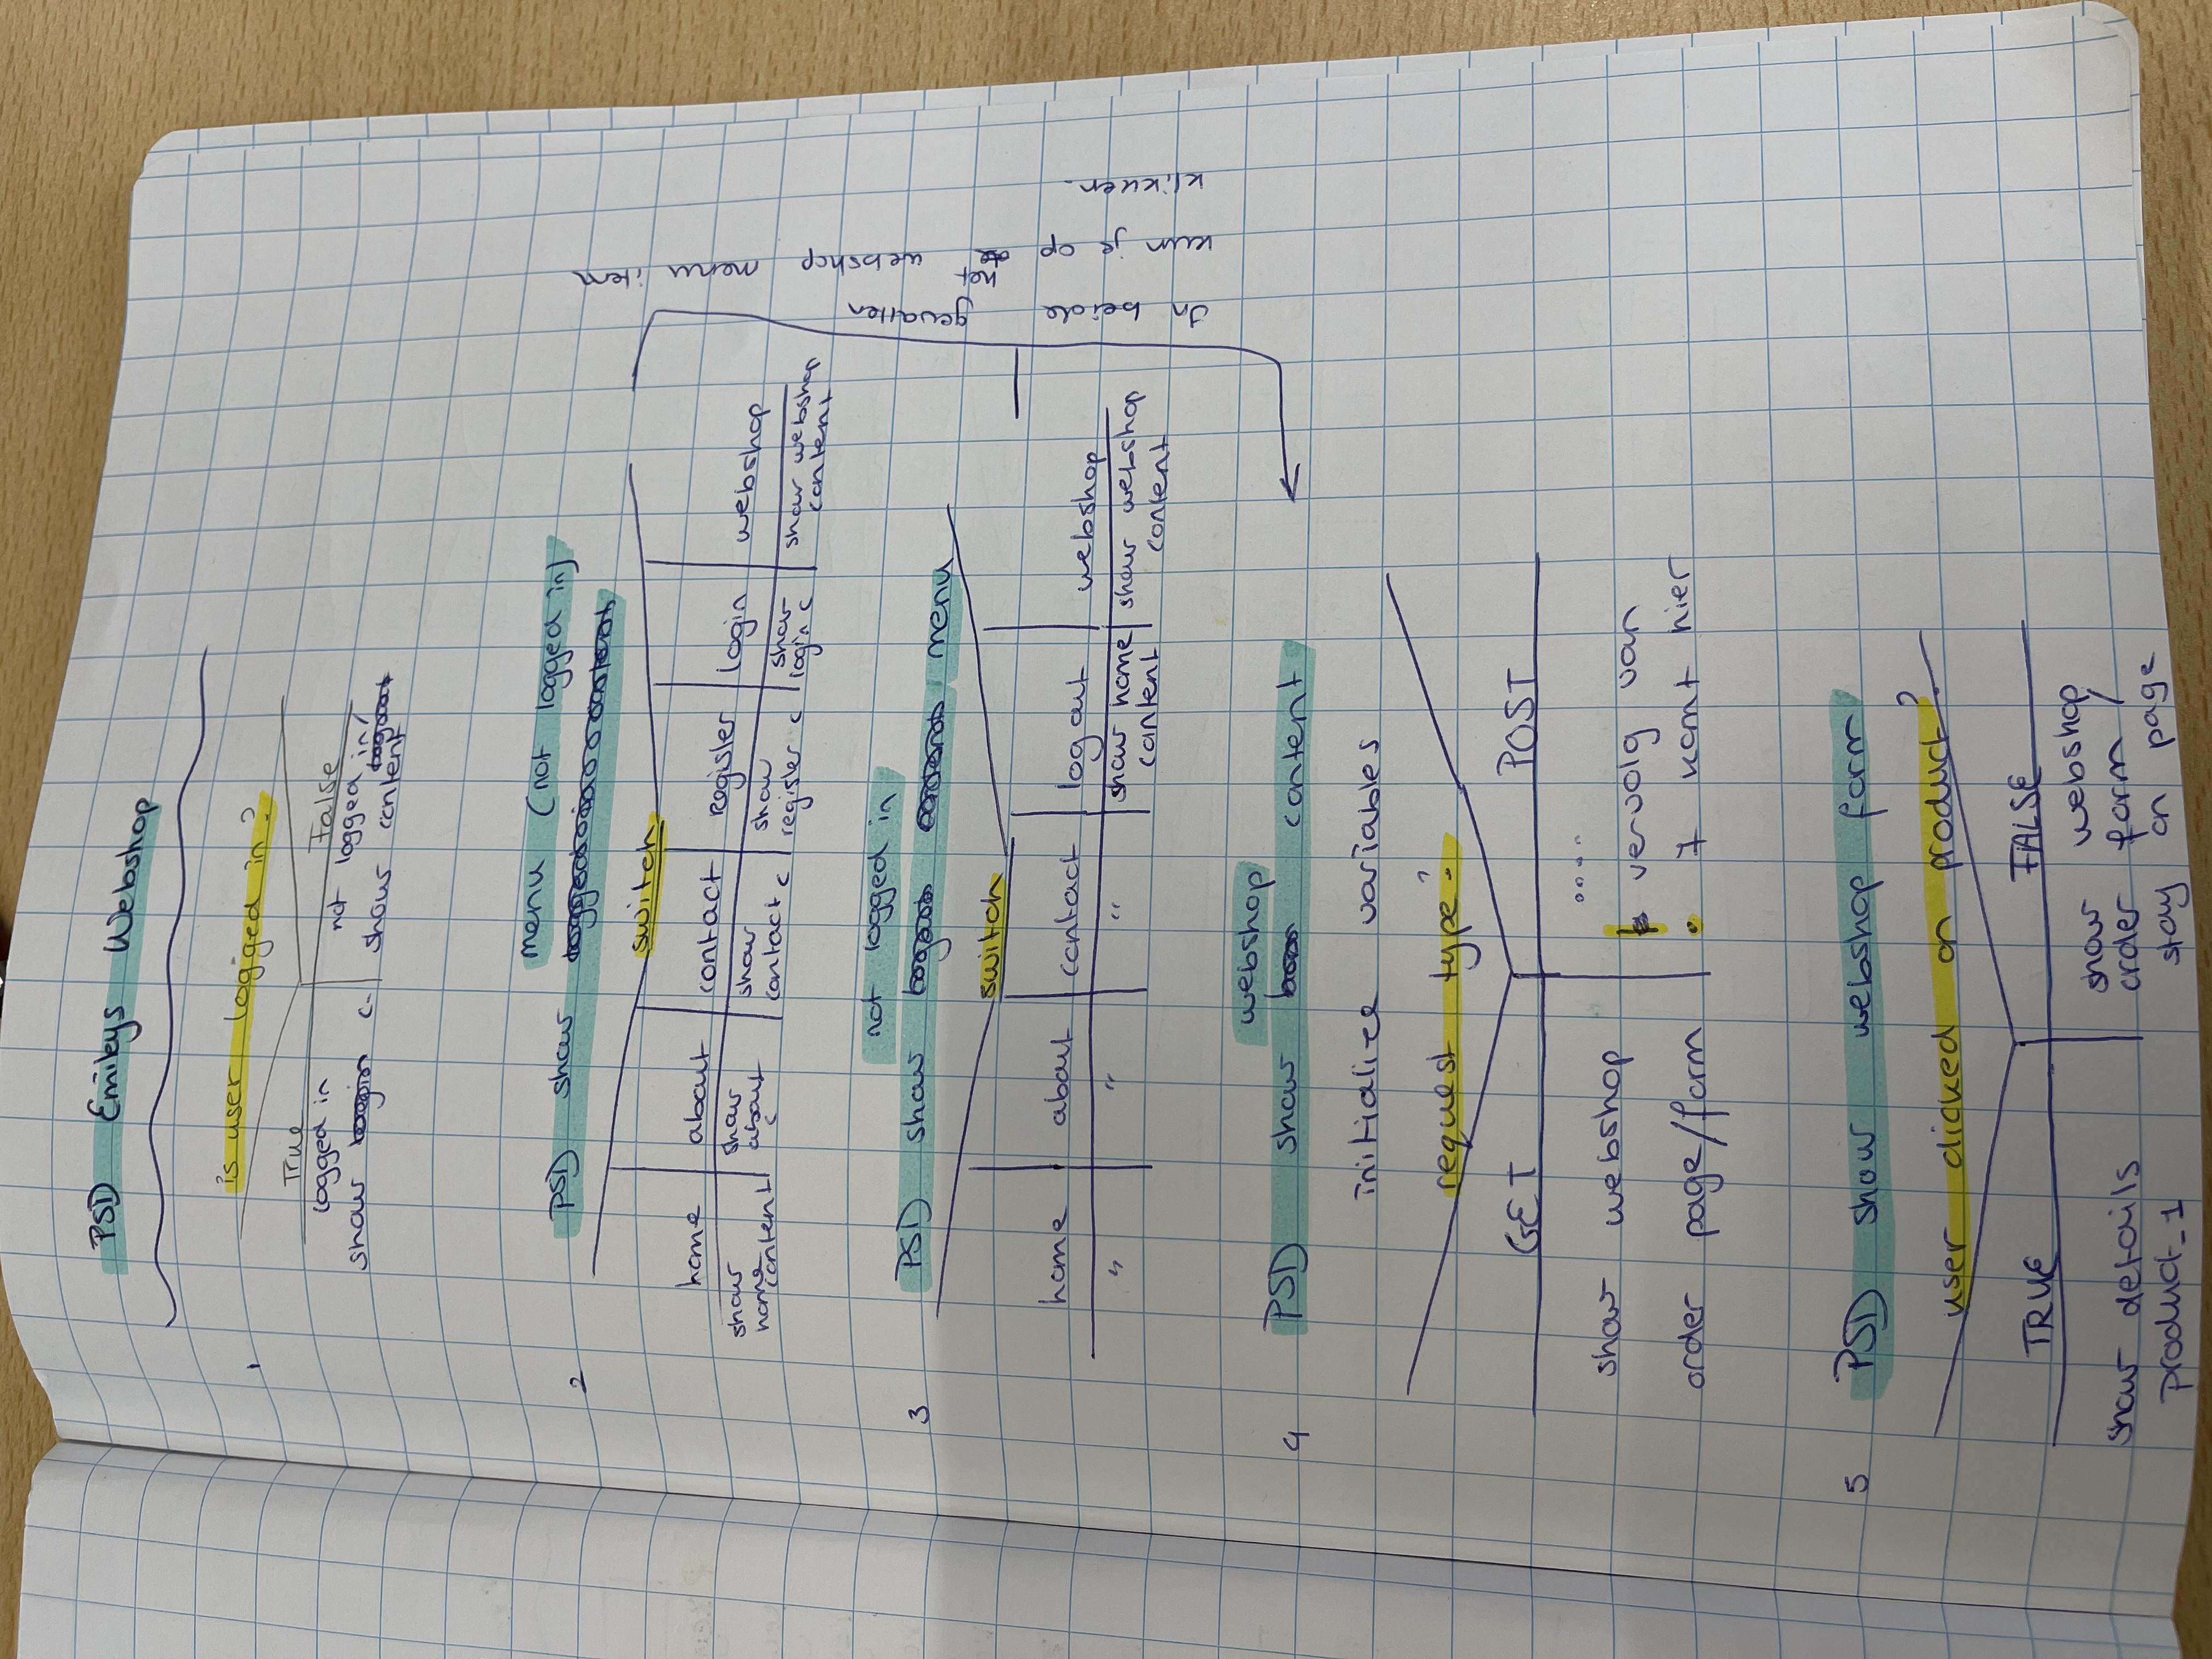 PSD Emileys Webshop
1
is user logged in?
True
False
logged in
not logged in/
show c-
show content
menu (not logged in)
2
PSD show
switch
home about contact Register login webshop
show home content
show about c
show contact c
show register c
show login c
show webshop content
not logged in
3
PSD show menu
switch
home about contact log out webshop
" " " show home content show webshop content
In beide gevallen
kun je op het webshop menu item
klikken.
webshop
4
PSD show content
initialize variables
request type?
GET POST
show webshop
order page/form
....
! vervolg van
7 komt hier
5
PSD show webshop form
user clicked on product?
TRUE FALSE
show details
product_1
show webshop
order form /
stay on page